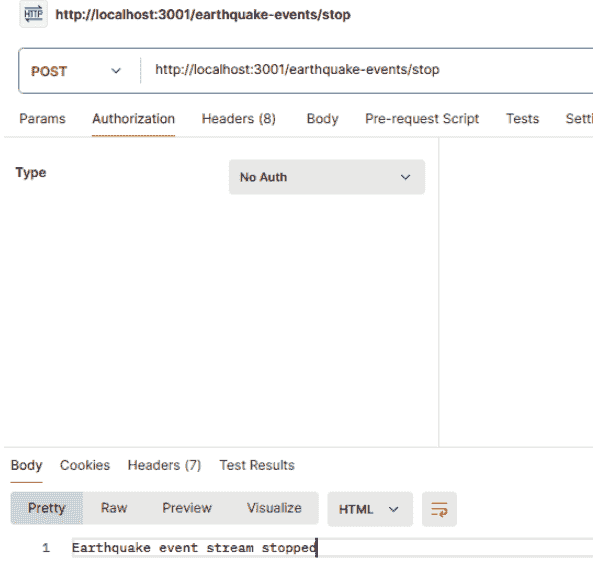 HTTP http://localhost:3001/earthquake-events/stop
POST http://localhost:3001/earthquake-events/stop
Params Authorization Headers (8) Body Pre-request Script Tests Setti
Type No Auth
Body Cookies Headers (7) Test Results
Pretty Raw Preview Visualize HTML
1 Earthquake event stream stopped